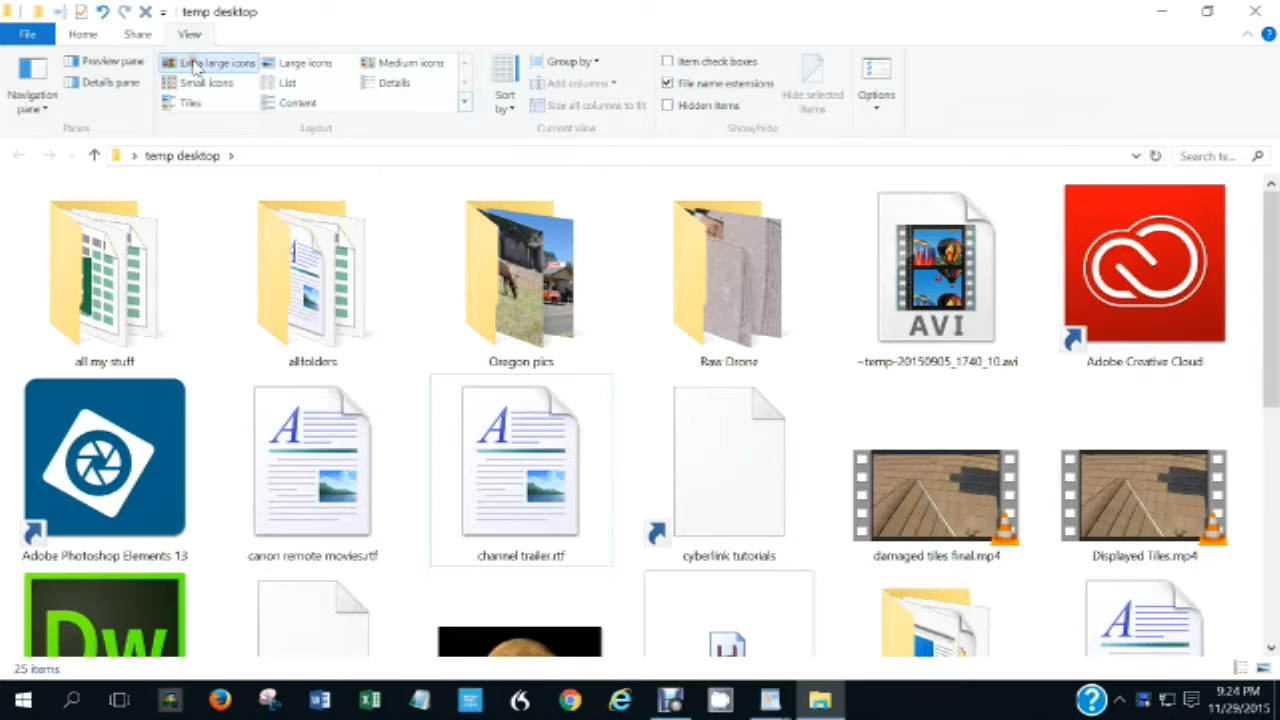 temp desktop
File Home Share View
Navigation pane
Preview pane
Details pane
Panes
Extra large icons Large icons Medium icons
Small icons List Details
Tiles Content
Layout
Sort by
Group by
Add columns
Size all columns to fit
Current view
Item check boxes
File name extensions
Hidden items
Hide selected items
Show/hide
Options
temp desktop
Search te...
AVI
all my stuff
allfolders
Oregon pics
Raw Drone
~temp-20150905_1740_10.avi
Adobe Creative Cloud
A
A
Adobe Photoshop Elements 13
canon remote movies.rtf
channel trailer.rtf
cyberlink tutorials
damaged tiles final.mp4
Displayed Tiles.mp4
Dw
A
25 items
9:24 PM
11/29/2015